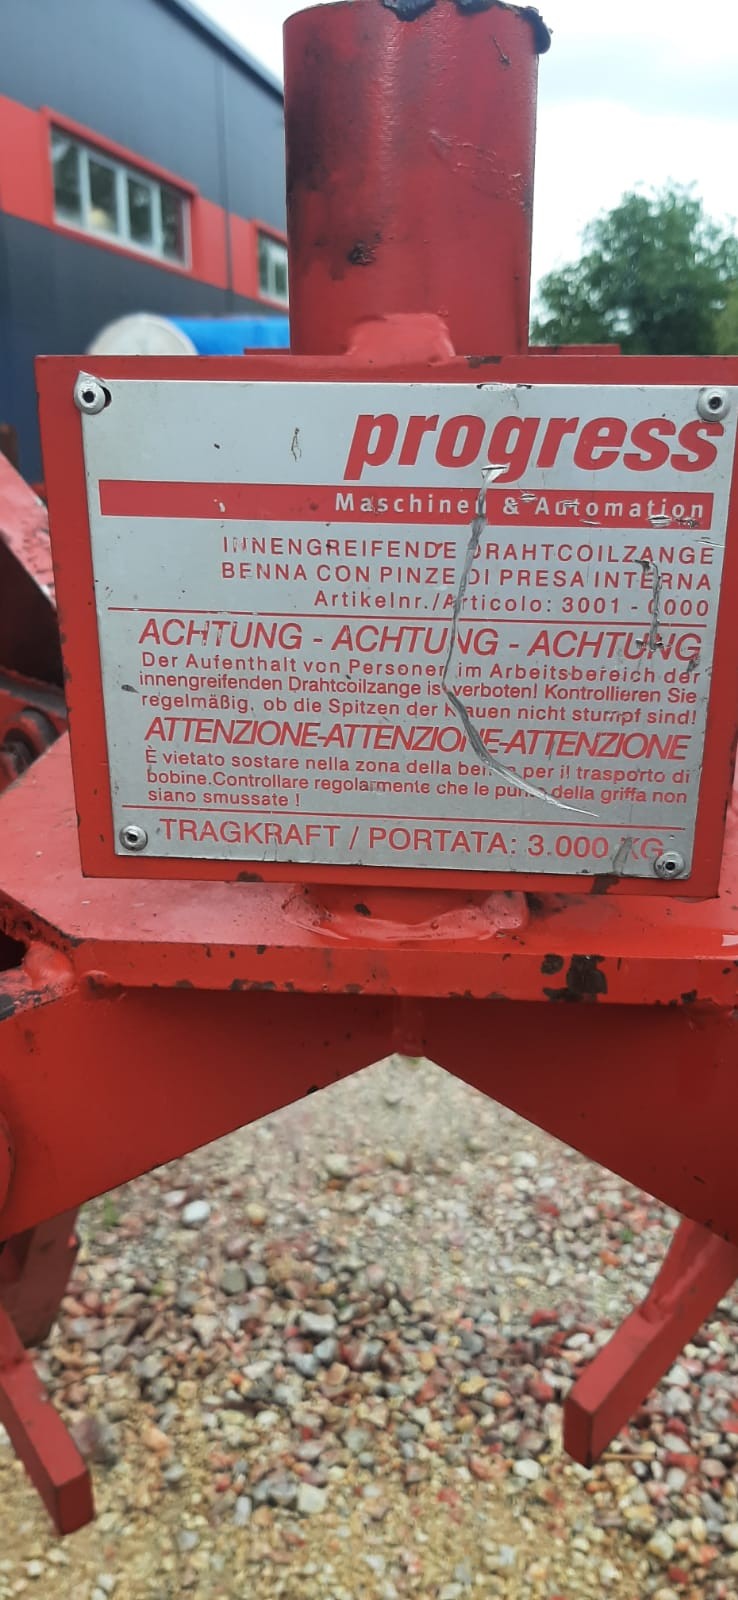 progress
Maschinen & Automation
INNENGREIFENDE DRAHTCOILZANGE
BENNA CON PINZE DI PRESA INTERNA
Artikelnr./Articolo: 3001 - 0000
ACHTUNG - ACHTUNG - ACHTUNG
Der Aufenthalt von Personen im Arbeitsbereich der
innengreifenden Drahtcoilzange ist verboten! Kontrollieren Sie
regelmäßig, ob die Spitzen der Klauen nicht stumpf sind!
ATTENZIONE-ATTENZIONE-ATTENZIONE
È vietato sostare nella zona della benna per il trasporto di
bobine.Controllare regolarmente che le punte della griffa non
siano smussate !
TRAGKRAFT / PORTATA: 3.000 KG